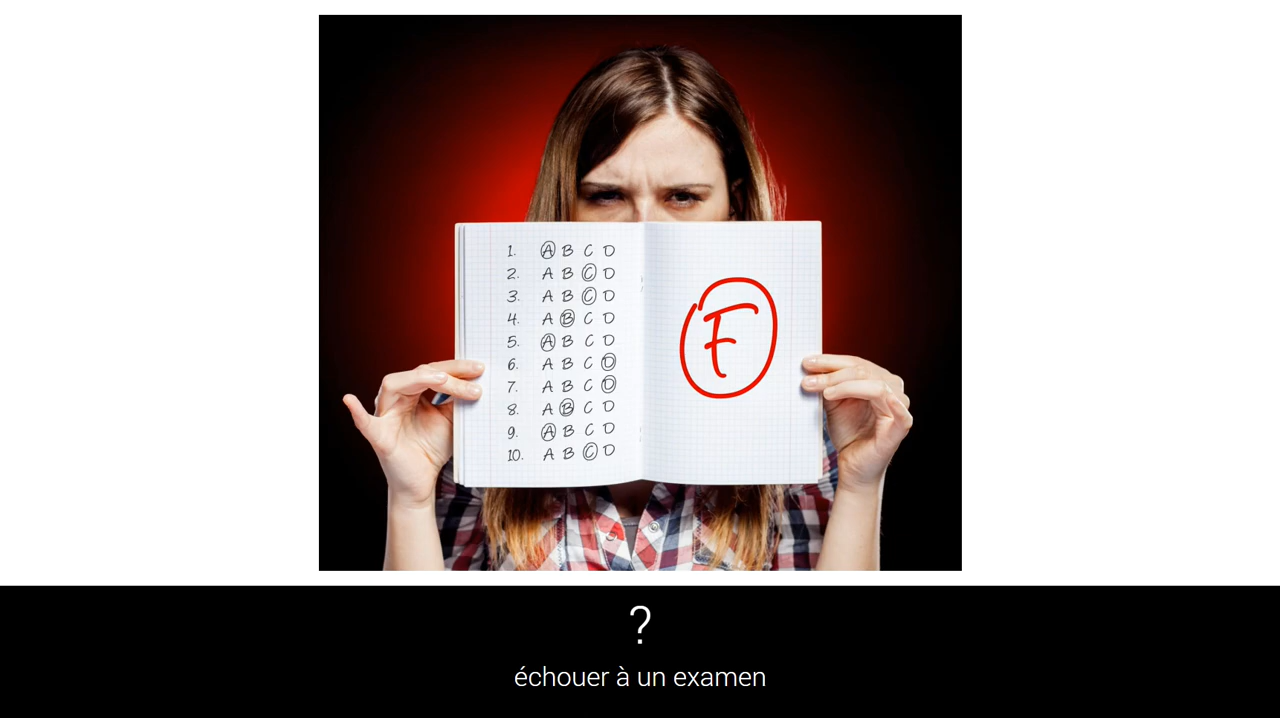 1. A B C D
2. A B C D
3. A B C D
4. A B C D
5. A B C D
6. A B C D
7. A B C D
8. A B C D
9. A B C D
10. A B C D
F
?
échouer à un examen